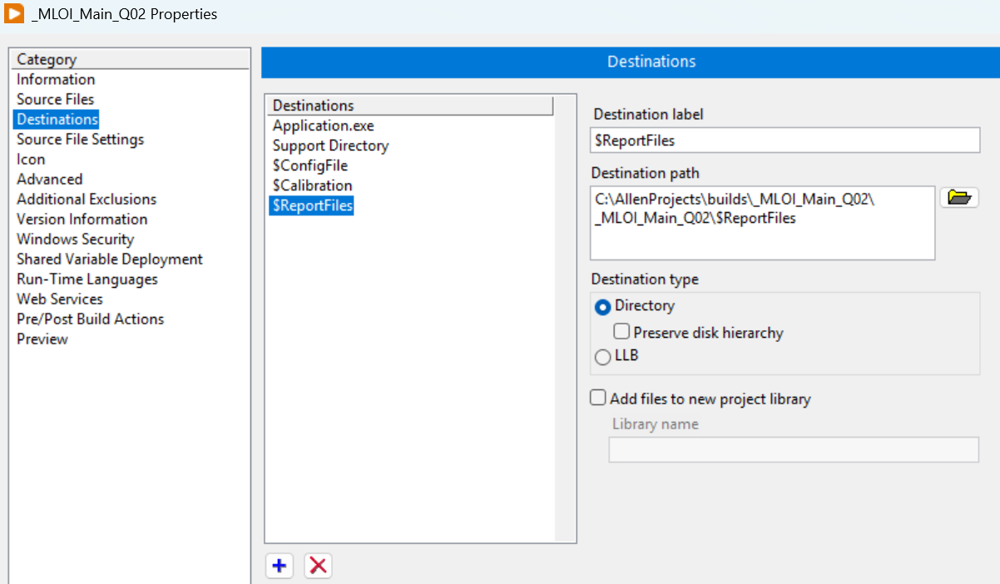 _MLOI_Main_Q02 Properties
Category
Information
Source Files
Destinations
Source File Settings
Icon
Advanced
Additional Exclusions
Version Information
Windows Security
Shared Variable Deployment
Run-Time Languages
Web Services
Pre/Post Build Actions
Preview
Destinations
Destinations
Application.exe
Support Directory
$ConfigFile
$Calibration
$ReportFiles
Destination label
$ReportFiles
Destination path
C:\AllenProjects\builds\_MLOI_Main_Q02\
_MLOI_Main_Q02\$ReportFiles
Destination type
Directory
Preserve disk hierarchy
LLB
Add files to new project library
Library name